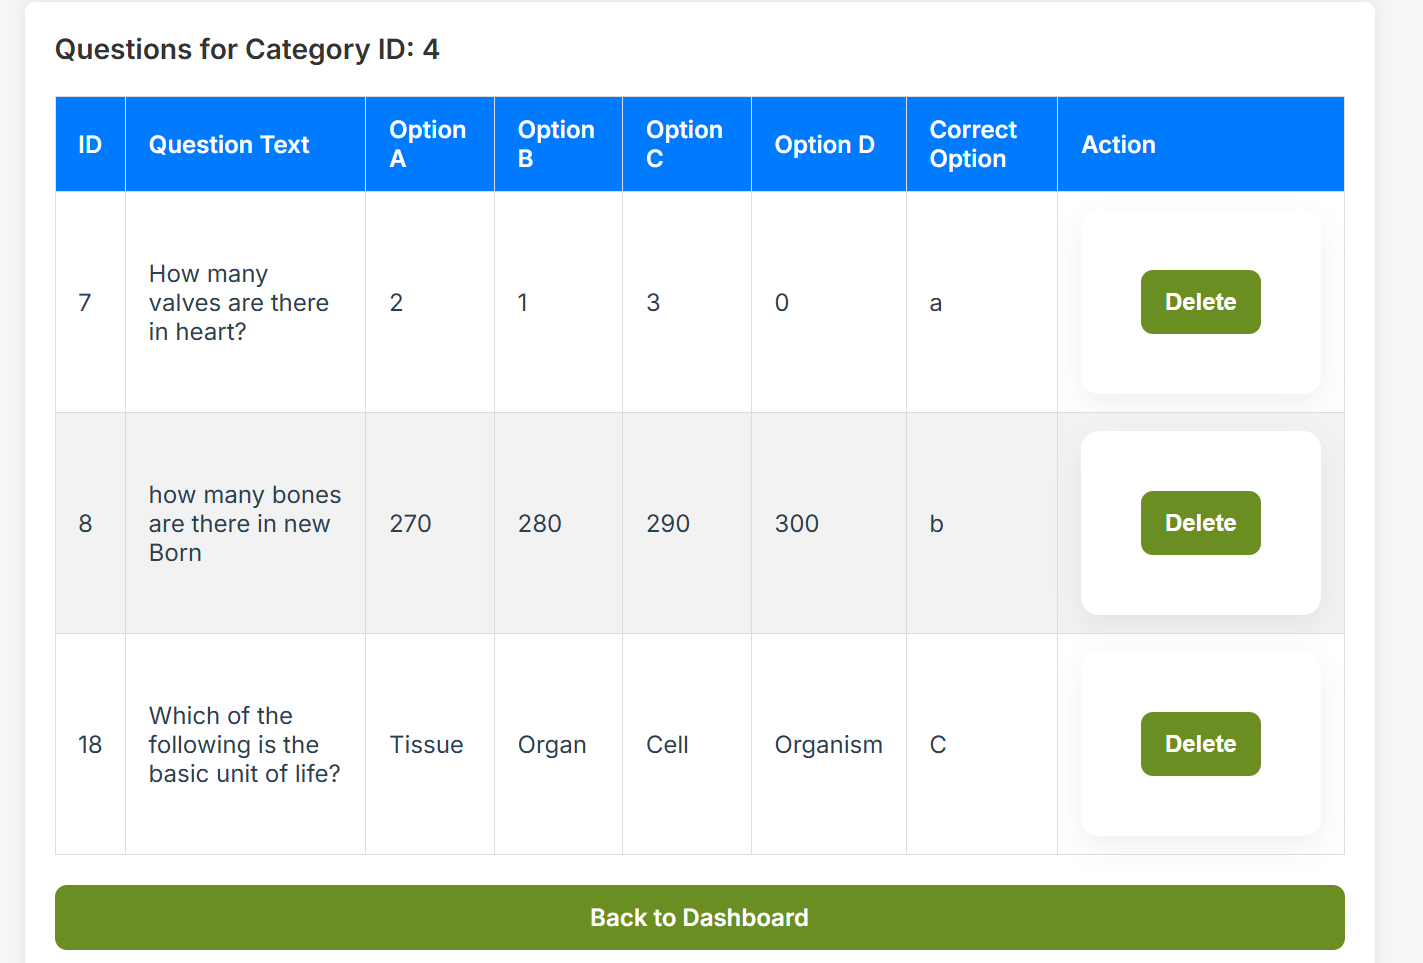 Questions for Category ID: 4
ID Question Text Option A Option B Option C Option D Correct Option Action
7 How many valves are there in heart? 2 1 3 0 a Delete
8 how many bones are there in new Born 270 280 290 300 b Delete
18 Which of the following is the basic unit of life? Tissue Organ Cell Organism C Delete
Back to Dashboard